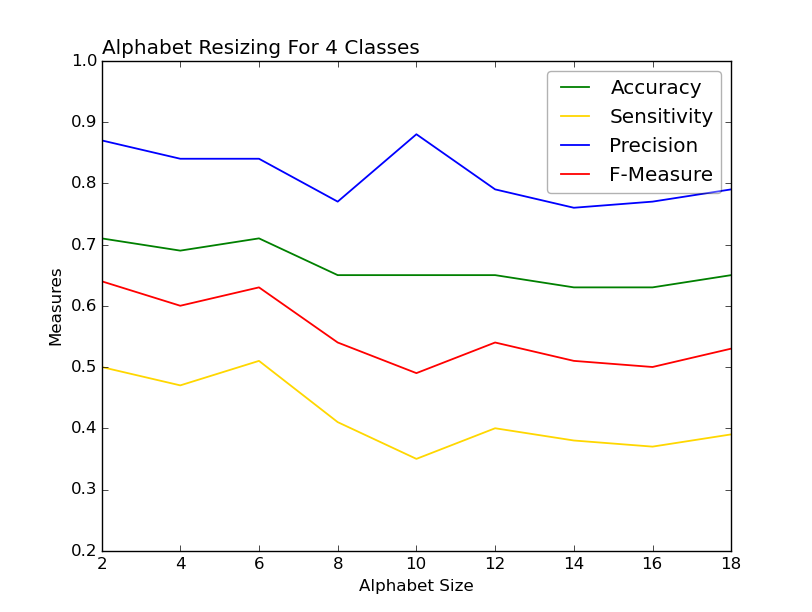 Alphabet Resizing For 4 Classes
1.0
0.9
0.8
0.7
0.6
0.5
0.4
0.3
0.2
Measures
Accuracy
Sensitivity
Precision
F-Measure
2 4 6 8 10 12 14 16 18
Alphabet Size